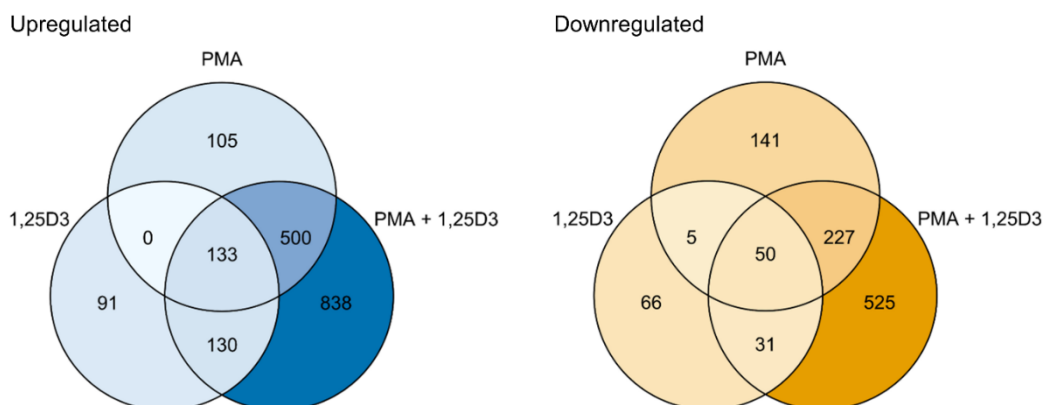 Upregulated
PMA
105
1,25D3
PMA + 1,25D3
0
133
500
91
838
130
Downregulated
PMA
141
1,25D3
PMA + 1,25D3
5
50
227
66
525
31